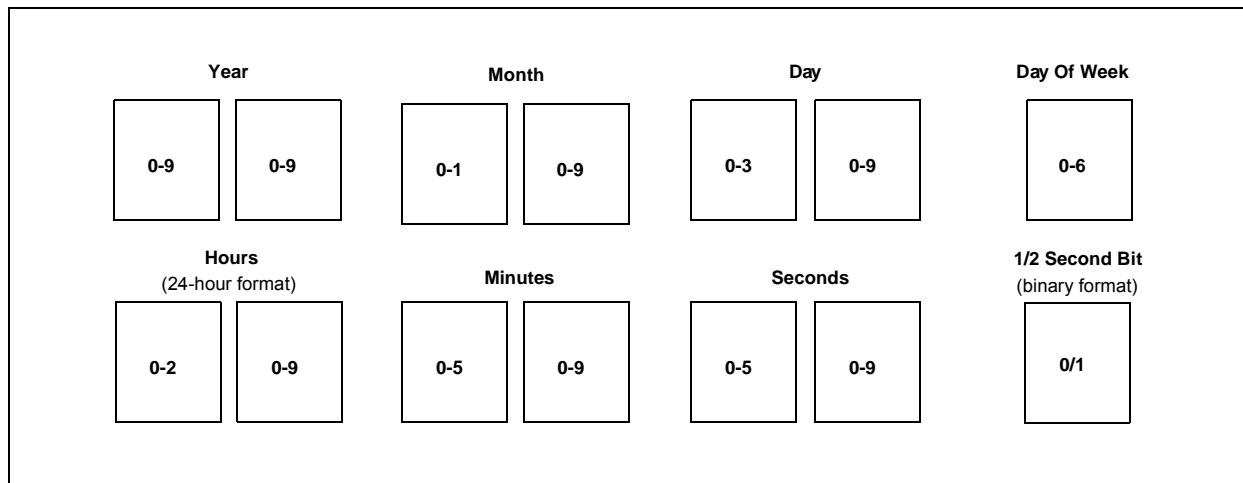 Year Month Day Day Of Week
0-9 0-9 0-1 0-9 0-3 0-9 0-6
Hours
(24-hour format)
Minutes Seconds
1/2 Second Bit
(binary format)
0-2 0-9 0-5 0-9 0-5 0-9 0/1